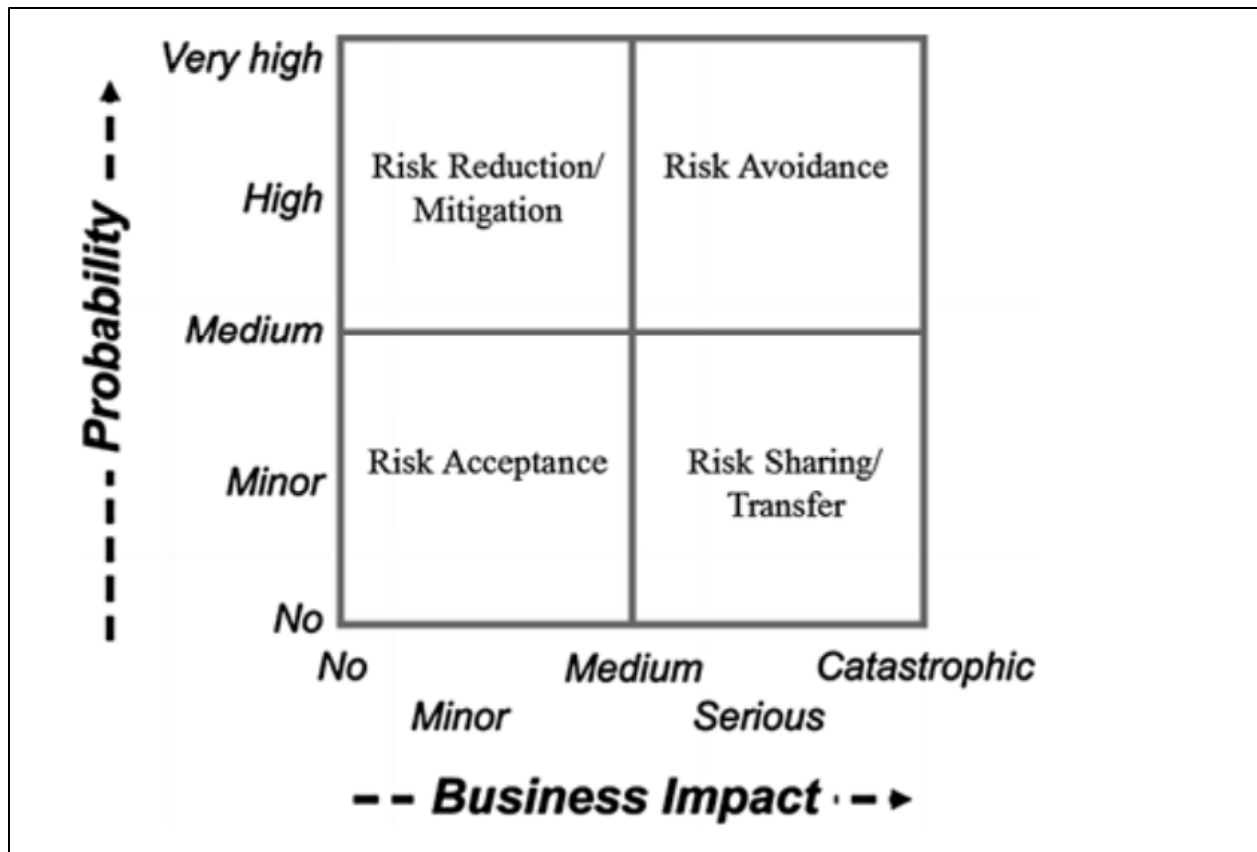 Very high
Risk Reduction/
Mitigation
Risk Avoidance
High
Probability
Medium
Risk Acceptance
Risk Sharing/
Transfer
Minor
No
No
Medium
Catastrophic
Minor
Serious
Business Impact